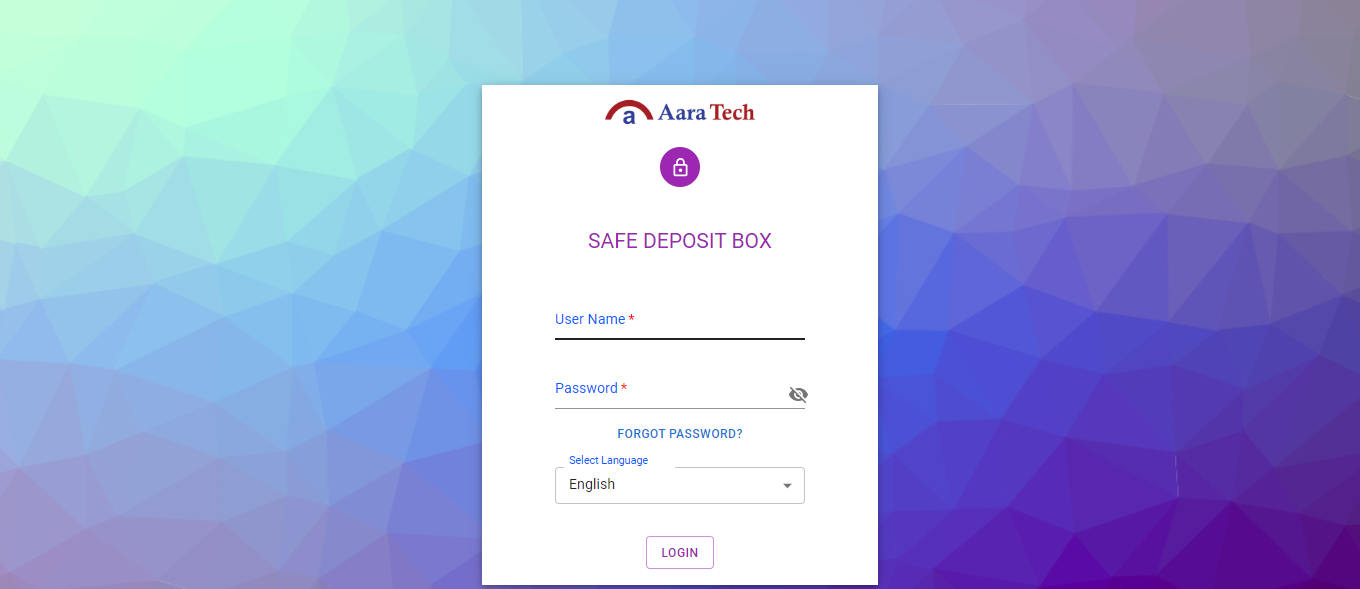 a Aara Tech
SAFE DEPOSIT BOX
User Name *
Password *
FORGOT PASSWORD?
Select Language
English
LOGIN